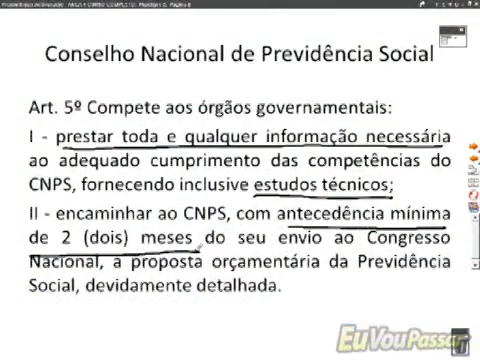 Conselho Nacional de Previdência Social
Art. 5º Compete aos órgãos governamentais:
I - prestar toda e qualquer informação necessária
ao adequado cumprimento das competências do
CNPS, fornecendo inclusive estudos técnicos;
II - encaminhar ao CNPS, com antecedência mínima
de 2 (dois) meses do seu envio ao Congresso
Nacional, a proposta orçamentária da Previdência
Social, devidamente detalhada.
EuVouPassar